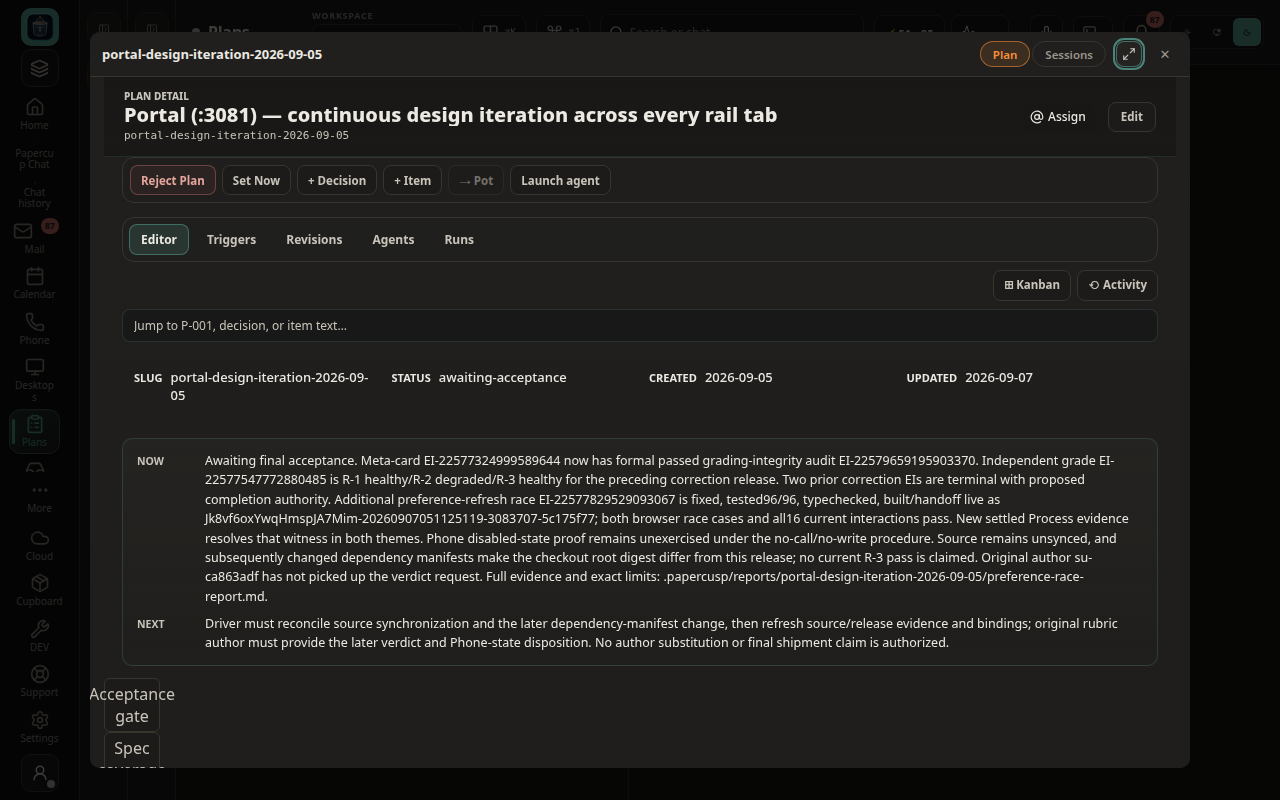 WORKSPACE
Plans
Search or chat
87
portal-design-iteration-2026-09-05
Plan
Sessions
×
Home
Papercu
p Chat
Chat
history
87
Mail
Calendar
Phone
Desktop
s
Plans
More
Cloud
Cupboard
DEV
Support
Settings
PLAN DETAIL
Portal (:3081) — continuous design iteration across every rail tab
portal-design-iteration-2026-09-05
@ Assign
Edit
Reject Plan
Set Now
+ Decision
+ Item
→ Pot
Launch agent
Editor
Triggers
Revisions
Agents
Runs
⊞ Kanban
⟲ Activity
Jump to P-001, decision, or item text...
SLUG portal-design-iteration-2026-09-
05
STATUS awaiting-acceptance
CREATED 2026-09-05
UPDATED 2026-09-07
NOW
Awaiting final acceptance. Meta-card EI-22577324999589644 now has formal passed grading-integrity audit EI-22579659195903370. Independent grade EI-
22577547772880485 is R-1 healthy/R-2 degraded/R-3 healthy for the preceding correction release. Two prior correction EIs are terminal with proposed
completion authority. Additional preference-refresh race EI-22577829529093067 is fixed, tested96/96, typechecked, built/handoff live as
Jk8vf6oxYwqHmspJA7Mim-20260907051125119-3083707-5c175f77; both browser race cases and all16 current interactions pass. New settled Process evidence
resolves that witness in both themes. Phone disabled-state proof remains unexercised under the no-call/no-write procedure. Source remains unsynced, and
subsequently changed dependency manifests make the checkout root digest differ from this release; no current R-3 pass is claimed. Original author su-
ca863adf has not picked up the verdict request. Full evidence and exact limits: .papercusp/reports/portal-design-iteration-2026-09-05/preference-race-
report.md.
NEXT
Driver must reconcile source synchronization and the later dependency-manifest change, then refresh source/release evidence and bindings; original rubric
author must provide the later verdict and Phone-state disposition. No author substitution or final shipment claim is authorized.
Acceptance
gate
Spec